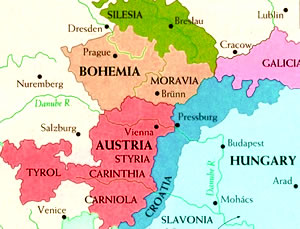 SILESIA
Lublin
Dresden
Breslau
Prague
Cracow
BOHEMIA
GALICIA
MORAVIA
Nuremberg
Brünn
Danube R
Pressburg
Salzburg
Vienna
AUSTRIA
Budapest
STYRIA
HUNGARY
TYROL
CARINTHIA
Danube R
Arad
CARNIOLA
CROATIA
Mohács
Venice
SLAVONIA